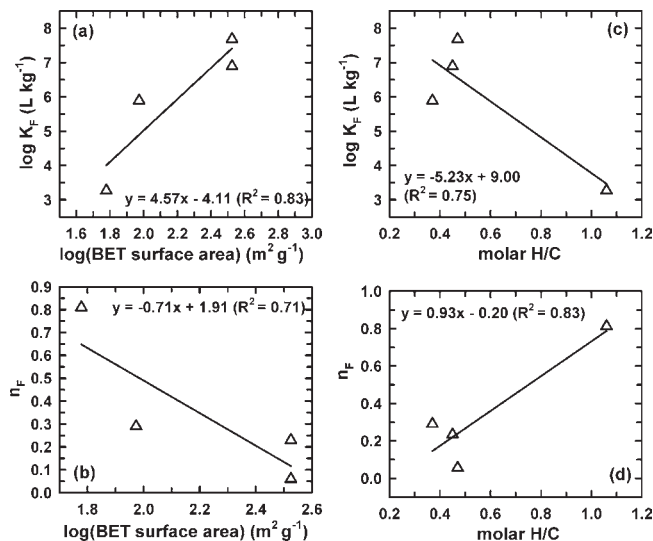 (a)
8
7
6
5
4
3
log K_F (L kg⁻¹)
y = 4.57x - 4.11 (R² = 0.83)
1.6 1.8 2.0 2.2 2.4 2.6 2.8 3.0
log(BET surface area) (m² g⁻¹)
(c)
8
7
6
5
4
3
log K_F (L kg⁻¹)
y = -5.23x + 9.00
(R² = 0.75)
0.2 0.4 0.6 0.8 1.0 1.2
molar H/C
y = -0.71x + 1.91 (R² = 0.71)
0.9
0.8
0.7
0.6
0.5
0.4
0.3
0.2
0.1
0.0
n_F
(b)
1.8 2.0 2.2 2.4 2.6
log(BET surface area) (m² g⁻¹)
1.0
0.8
0.6
0.4
0.2
0.0
n_F
y = 0.93x - 0.20 (R² = 0.83)
(d)
0.2 0.4 0.6 0.8 1.0 1.2
molar H/C